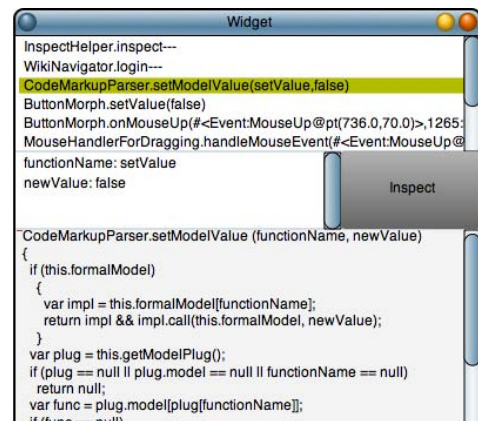 Widget
InspectHelper.inspect---
WikiNavigator.login---
CodeMarkupParser.setModelValue(setValue,false)
ButtonMorph.setValue(false)
ButtonMorph.onMouseUp(#<Event:MouseUp@pt(736.0,70.0)>,1265:
MouseHandlerForDragging.handleMouseEvent(#<Event:MouseUp@
functionName: setValue
newValue: false
Inspect
CodeMarkupParser.setModelValue (functionName, newValue)
{
if (this.formalModel)
{
var impl = this.formalModel[functionName];
return impl && impl.call(this.formalModel, newValue);
}
var plug = this.getModelPlug();
if (plug == null || plug.model == null || functionName == null)
return null;
var func = plug.model[plug[functionName]];
if (func == null)